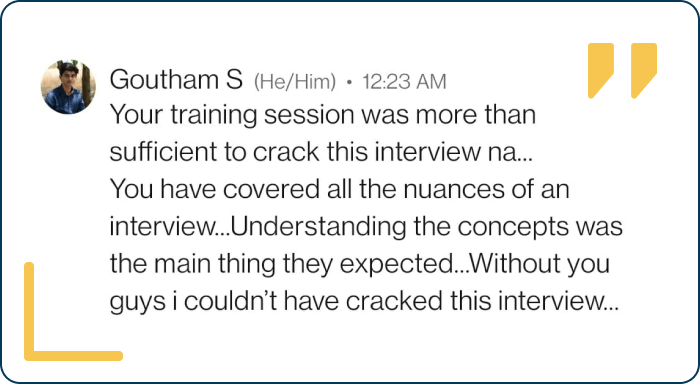 Goutham S (He/Him) • 12:23 AM
Your training session was more than
sufficient to crack this interview na...
You have covered all the nuances of an
interview...Understanding the concepts was
the main thing they expected...Without you
guys i couldn't have cracked this interview...